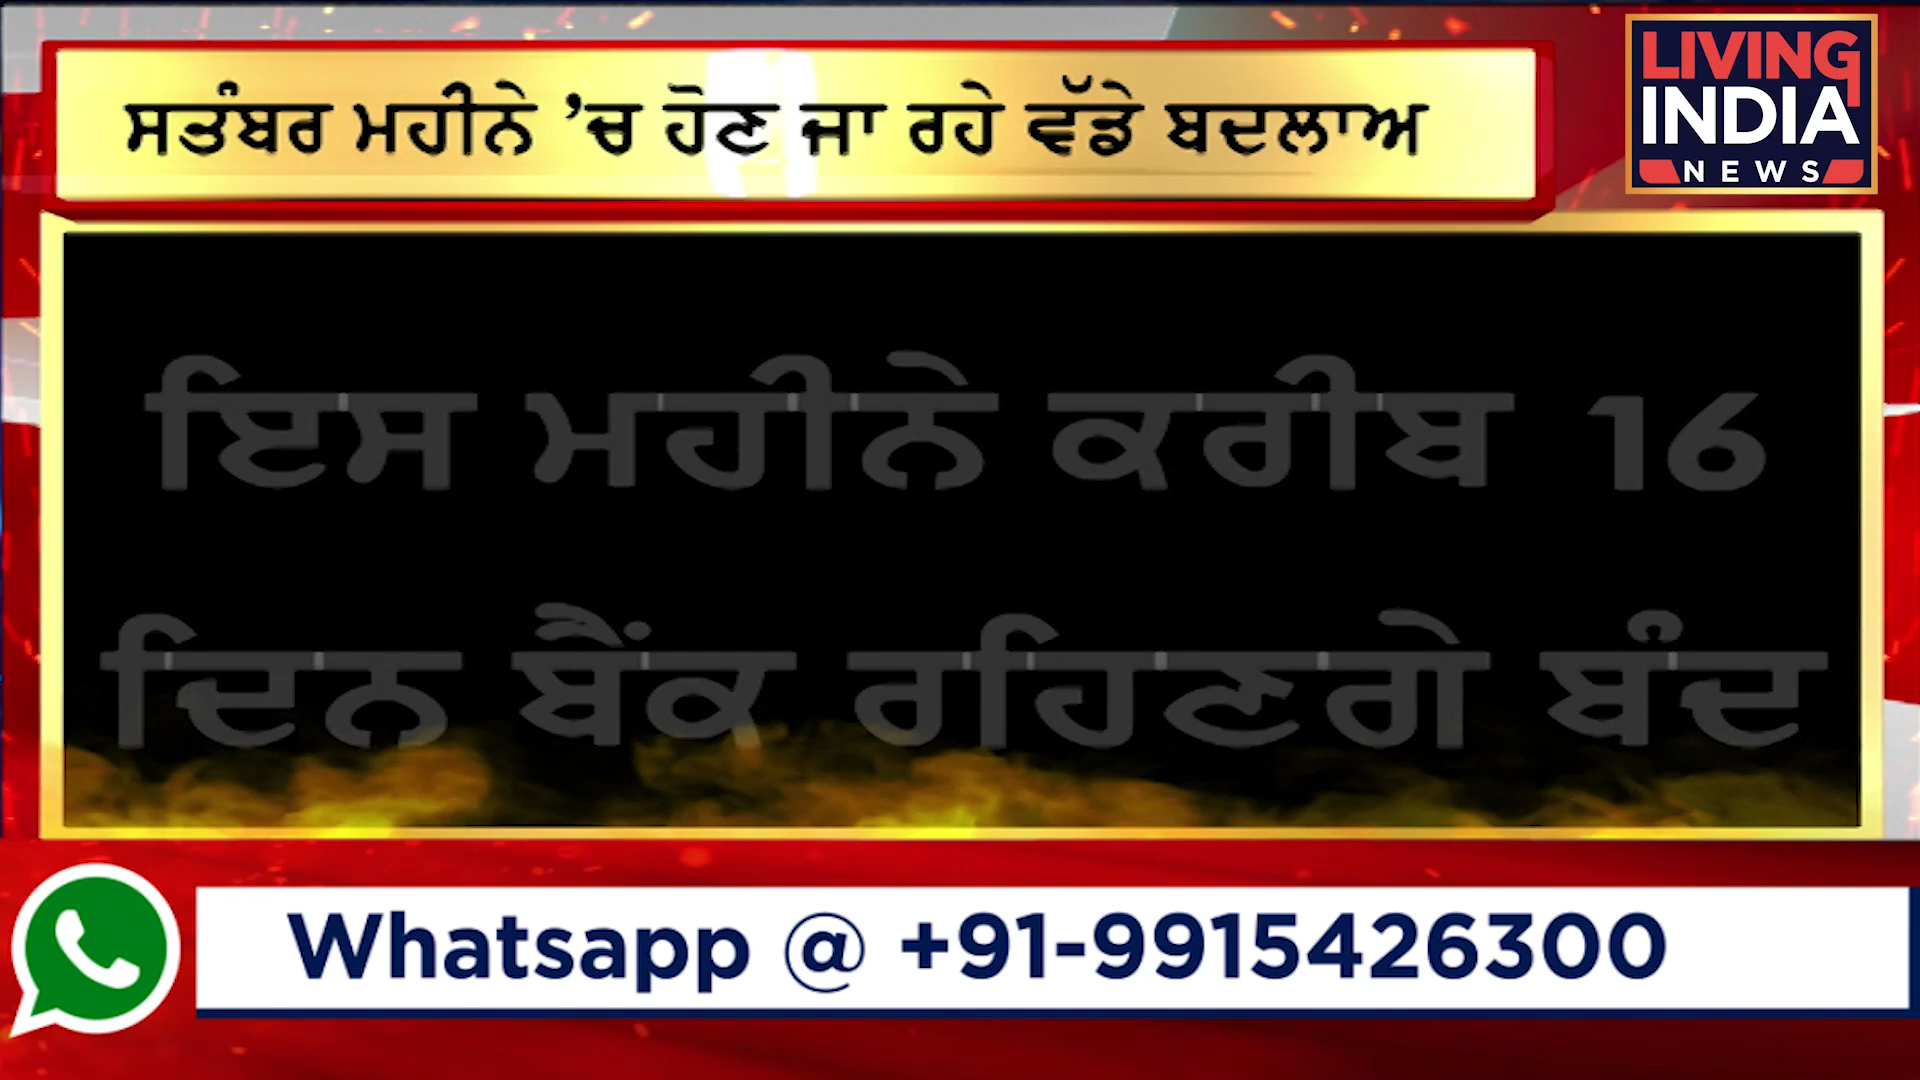 ਸਤੰਬਰ ਮਹੀਨੇ ’ਚ ਹੋਣ ਜਾ ਰਹੇ ਵੱਡੇ ਬਦਲਾਅ
LIVING
INDIA
NEWS
ਇਸ ਮਹੀਨੇ ਕਰੀਬ 16
ਦਿਨ ਬੈਂਕ ਰਹਿਣਗੇ ਬੰਦ
Whatsapp @ +91-9915426300